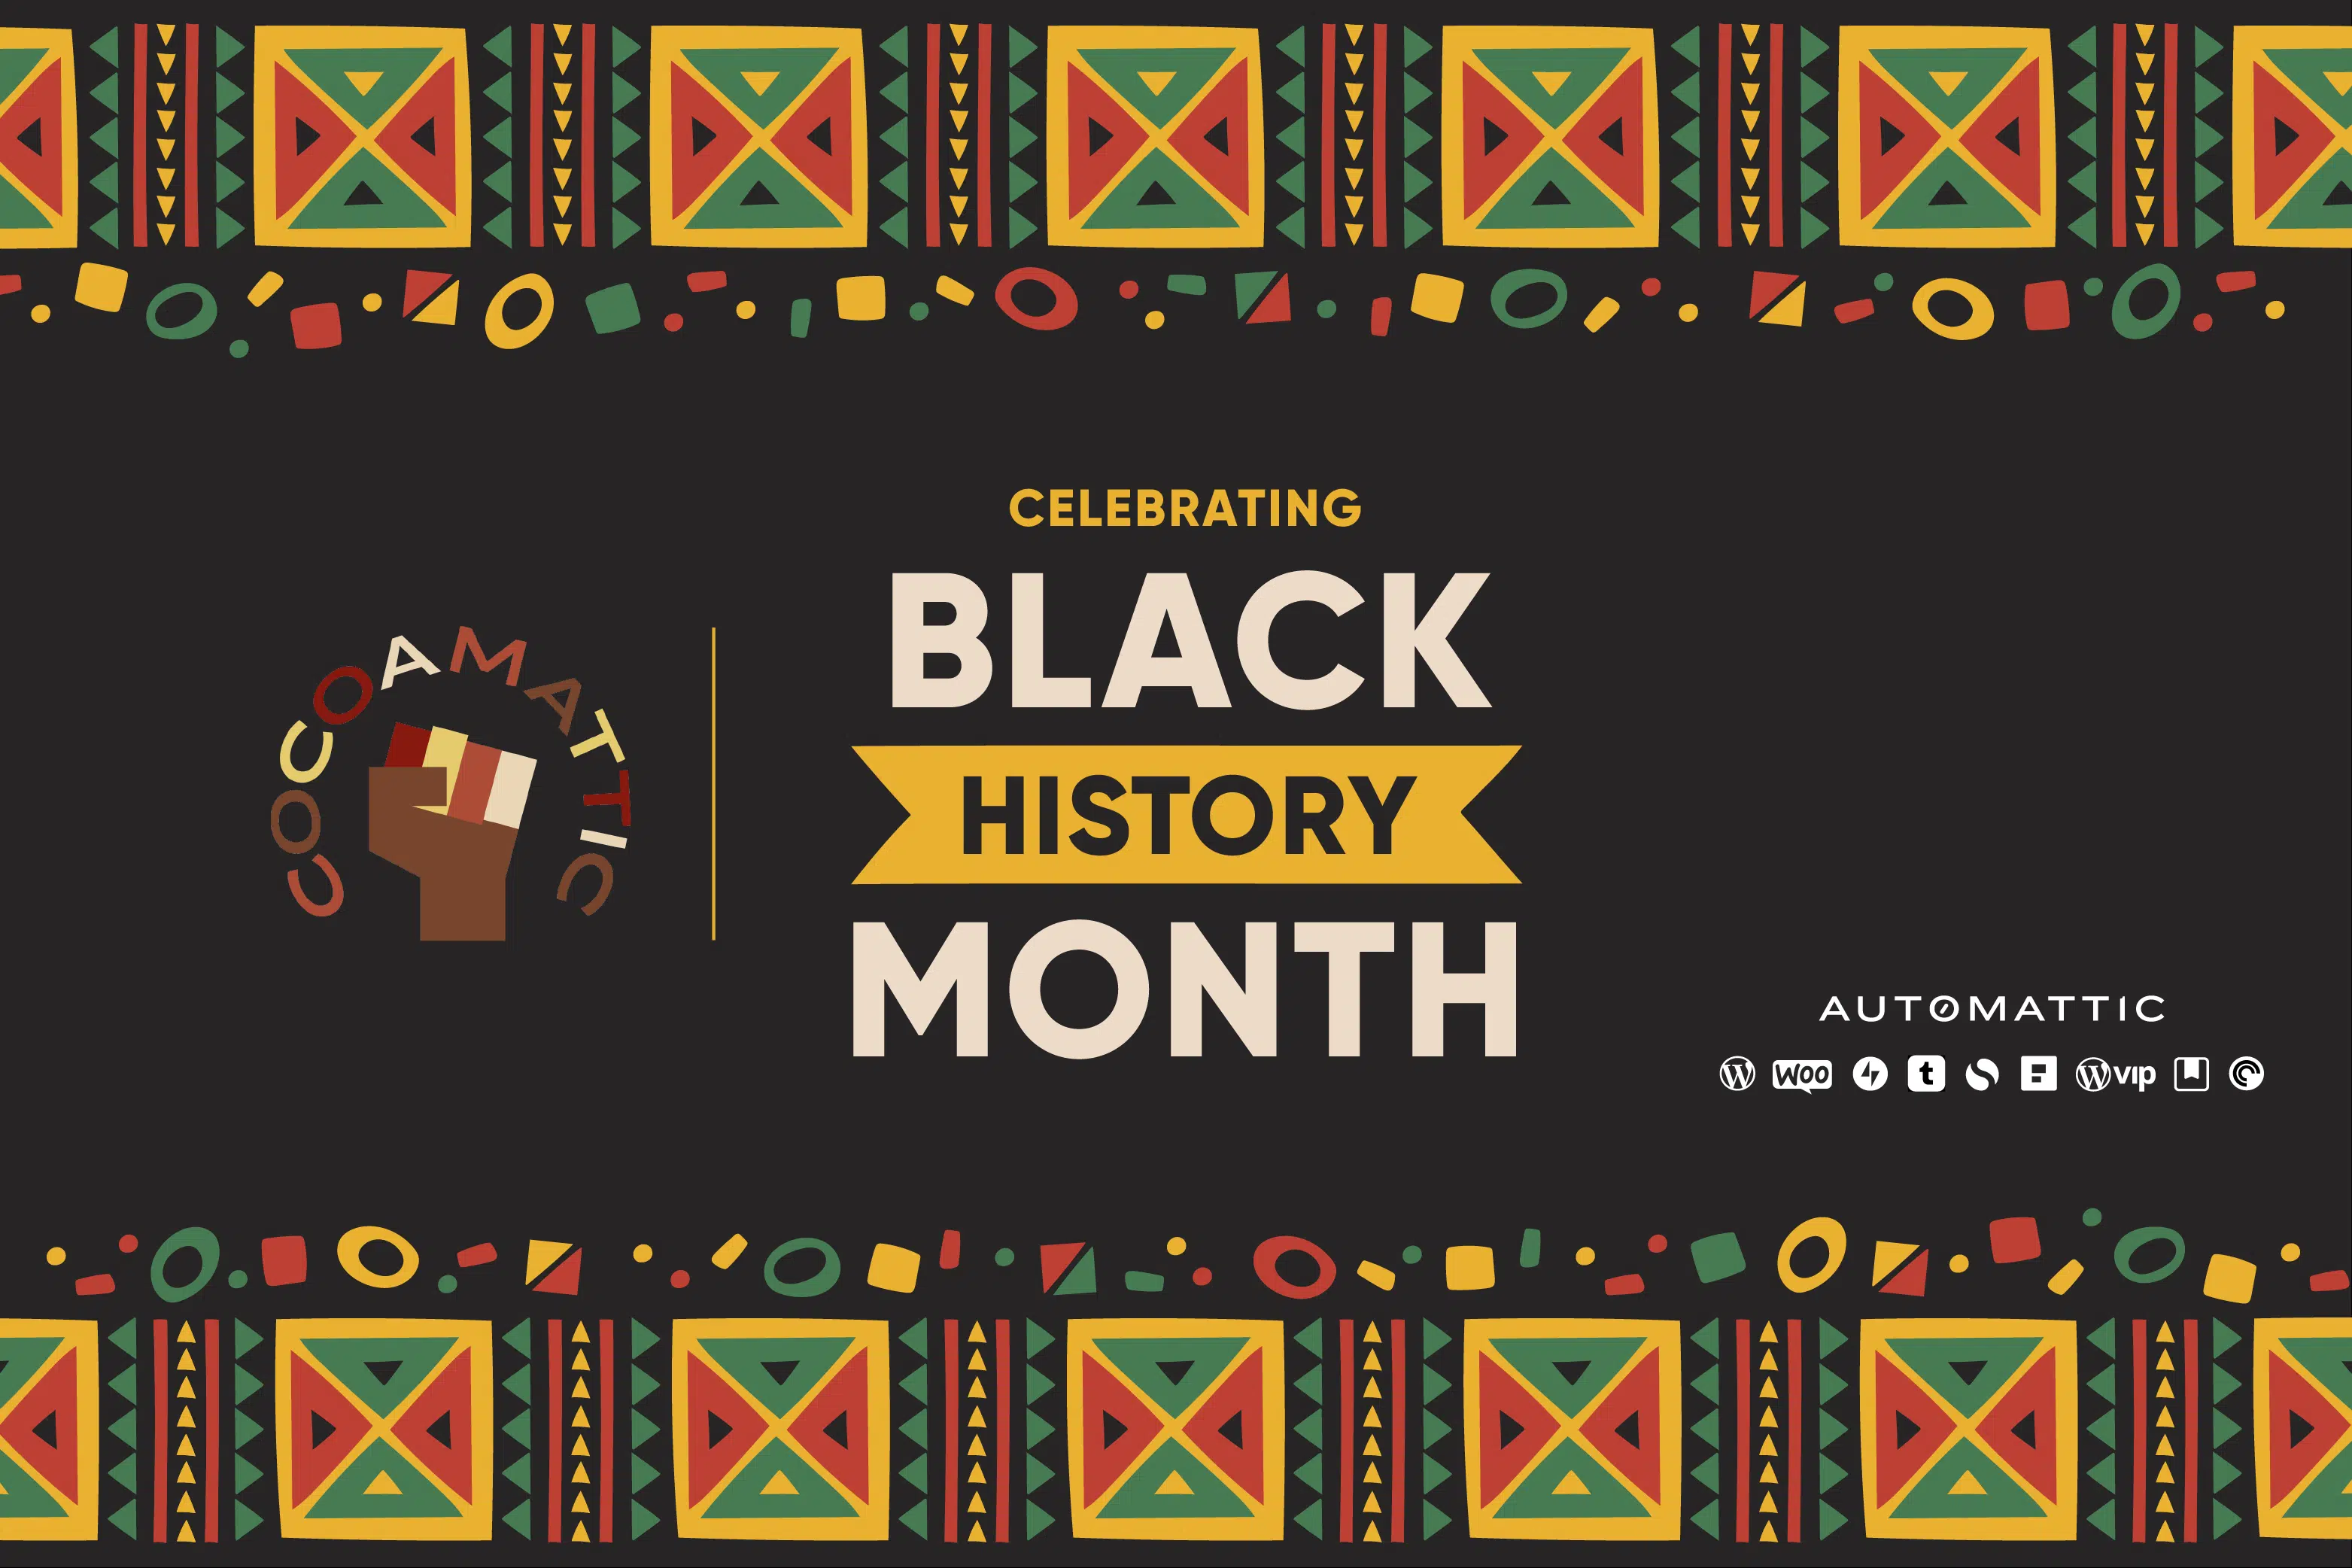 CELEBRATING
BLACK
HISTORY
MONTH
COCOAMATTIC
AUTOMATTIC
W Woo t W vip